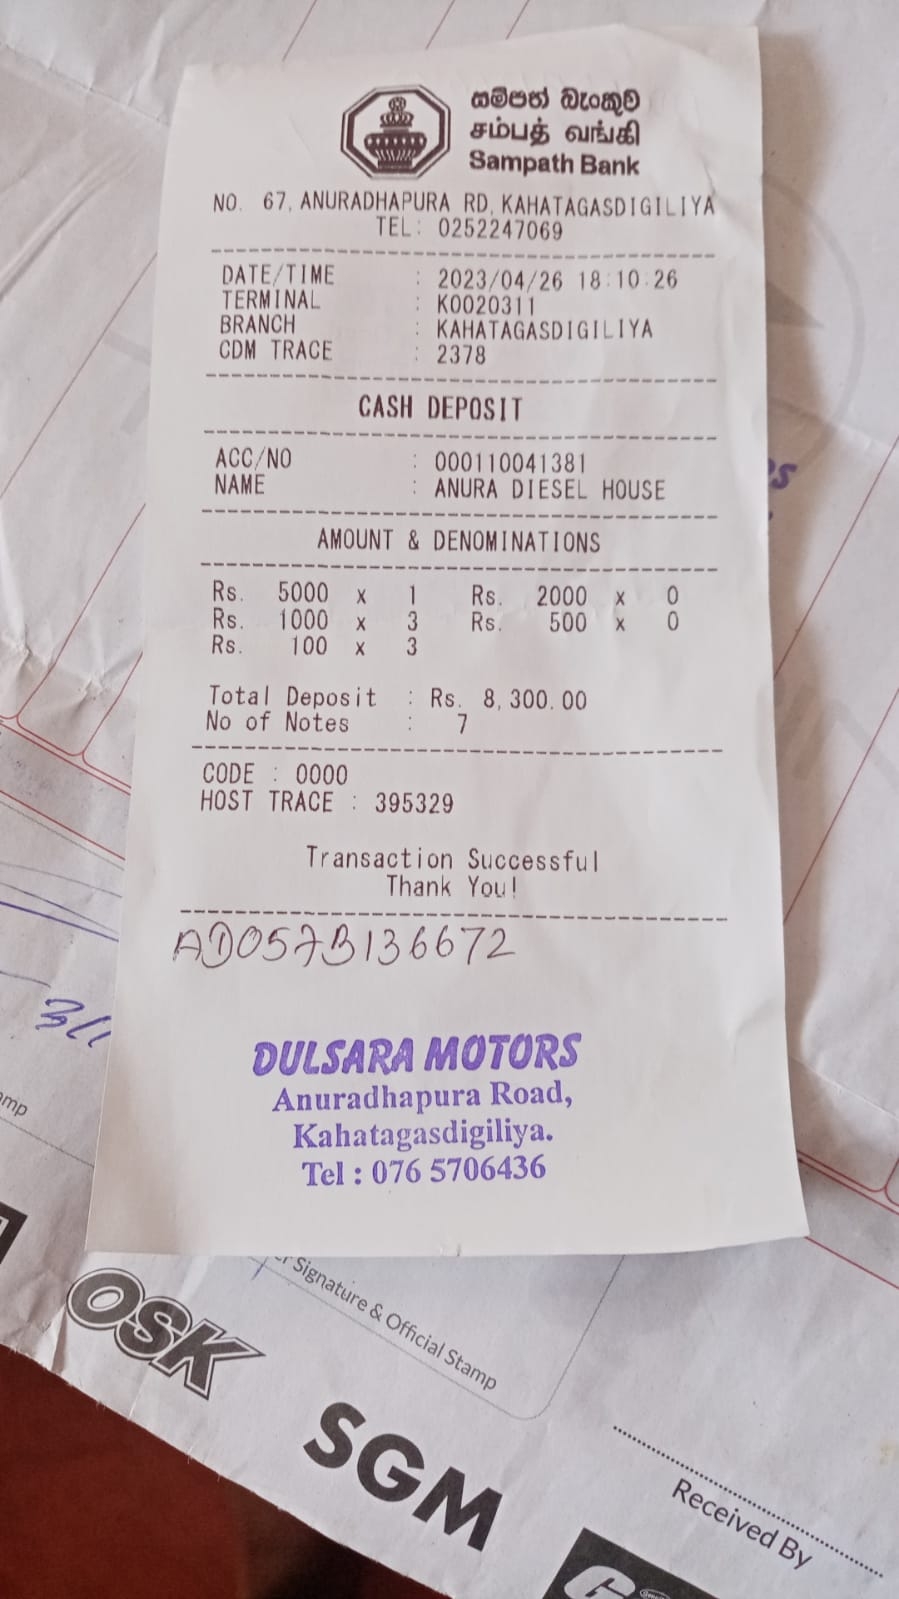 සම්පත් බැංකුව
சம்பத் வங்கி
Sampath Bank
NO. 67, ANURADHAPURA RD, KAHATAGASDIGILIYA
TEL: 0252247069
DATE/TIME : 2023/04/26 18:10:26
TERMINAL : K0020311
BRANCH : KAHATAGASDIGILIYA
CDM TRACE : 2378
CASH DEPOSIT
ACC/NO : 000110041381
NAME : ANURA DIESEL HOUSE
AMOUNT & DENOMINATIONS
Rs. 5000 x 1 Rs. 2000 x 0
Rs. 1000 x 3 Rs. 500 x 0
Rs. 100 x 3
Total Deposit : Rs. 8,300.00
No of Notes : 7
CODE : 0000
HOST TRACE : 395329
Transaction Successful
Thank You!
AD057B136672
DULSARA MOTORS
Anuradhapura Road,
Kahatagasdigiliya.
Tel : 076 5706436
Signature & Official Stamp
OSK
SGM
Received By